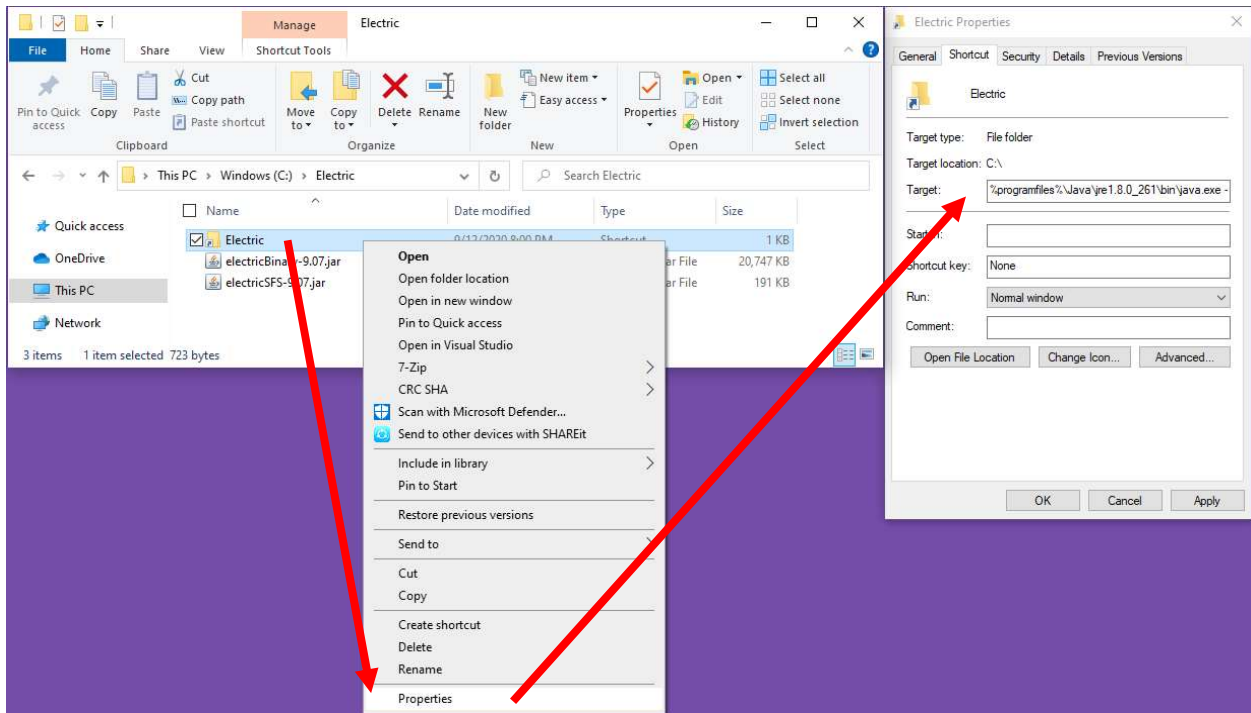 Manage
Electric
File
Home
Share
View
Shortcut Tools
Pin to Quick access
Copy
Paste
Cut
Copy path
Paste shortcut
Clipboard
Move to
Copy to
Delete
Rename
Organize
New folder
New item
Easy access
New
Properties
Open
Edit
History
Open
Select all
Select none
Invert selection
Select
This PC > Windows (C:) > Electric
Search Electric
Quick access
OneDrive
This PC
Network
Name
Date modified
Type
Size
Electric
9/12/2020 8:00 PM
Shortcut
1 KB
electricBinary-9.07.jar
ar File
20,747 KB
electricSFS-9.07.jar
ar File
191 KB
3 items
1 item selected 723 bytes
Open
Open folder location
Open in new window
Pin to Quick access
Open in Visual Studio
7-Zip
CRC SHA
Scan with Microsoft Defender...
Send to other devices with SHAREit
Include in library
Pin to Start
Restore previous versions
Send to
Cut
Copy
Create shortcut
Delete
Rename
Properties
Electric Properties
General
Shortcut
Security
Details
Previous Versions
Electric
Target type:
File folder
Target location:
C:\
Target:
%programfiles%\Java\jre1.8.0_261\bin\java.exe -
Start in:
Shortcut key:
None
Run:
Normal window
Comment:
Open File Location
Change Icon...
Advanced...
OK
Cancel
Apply